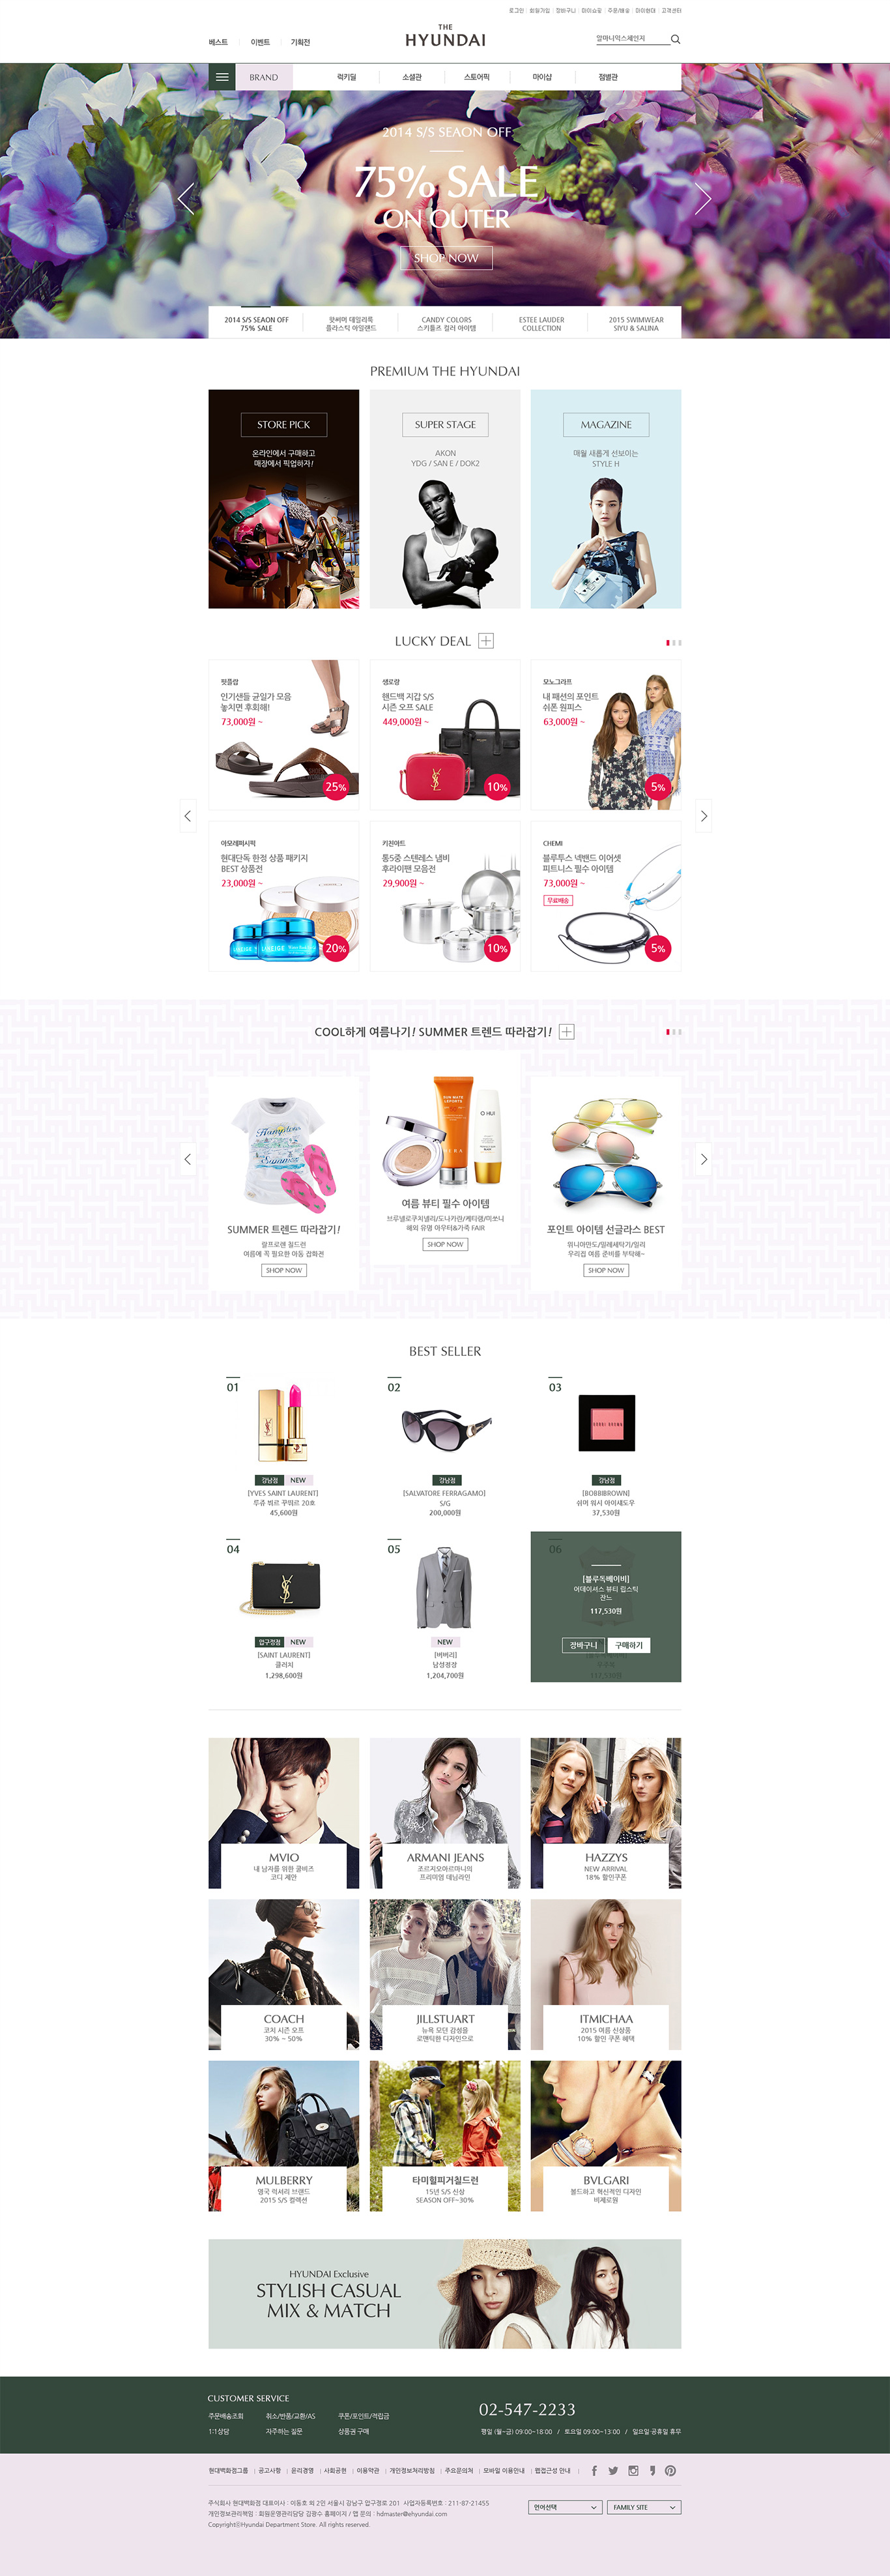 로그인 회원가입 장바구니 마이쇼핑 주문/배송 마이현대 고객센터
베스트 이벤트 기획전
THE
HYUNDAI
알마니믹스체인지
BRAND 럭키딜 소셜관 스토어픽 마이샵 점별관
2014 S/S SEAON OFF
75% SALE
ON OUTER
SHOP NOW
2014 S/S SEAON OFF
75% SALE
핫써머 데일리룩
플라스틱 아일랜드
CANDY COLORS
스키틀즈 컬러 아이템
ESTEE LAUDER
COLLECTION
2015 SWIMWEAR
SIYU & SALINA
PREMIUM THE HYUNDAI
STORE PICK
온라인에서 구매하고
매장에서 픽업하자!
SUPER STAGE
AKON
YDG / SAN E / DOK2
MAGAZINE
매월 새롭게 선보이는
STYLE H
LUCKY DEAL
핏플랍
인기샌들 균일가 모음
놓치면 후회해!
73,000원 ~
25%
생로랑
핸드백 지갑 S/S
시즌 오프 SALE
449,000원 ~
10%
모노그라프
내 패션의 포인트
쉬폰 원피스
63,000원 ~
5%
아모레퍼시픽
현대단독 한정 상품 패키지
BEST 상품전
23,000원 ~
LANEIGE
20%
키친아트
통5중 스텐레스 냄비
후라이팬 모음전
29,900원 ~
10%
CHEMI
블루투스 넥밴드 이어셋
피트니스 필수 아이템
73,000원 ~
무료배송
5%
COOL하게 여름나기! SUMMER 트렌드 따라잡기!
SUMMER 트렌드 따라잡기!
랄프로렌 칠드런
여름에 꼭 필요한 아동 잡화전
SHOP NOW
O HUI
여름 뷰티 필수 아이템
브루넬로쿠치넬리/도나카란/케티랭/미쏘니
해외 유명 아우터&가죽 FAIR
SHOP NOW
포인트 아이템 선글라스 BEST
위니아만도/밀레세탁기/일리
우리집 여름 준비를 부탁해~
SHOP NOW
BEST SELLER
01
강남점 NEW
[YVES SAINT LAURENT]
루쥬 쀠르 꾸뛰르 20호
45,600원
02
강남점
[SALVATORE FERRAGAMO]
S/G
200,000원
03
BOBBI BROWN
강남점
[BOBBIBROWN]
쉬머 워시 아이섀도우
37,530원
04
압구정점 NEW
[SAINT LAURENT]
클러치
1,298,600원
05
NEW
[버버리]
남성정장
1,204,700원
06
[블루독베이비]
어데이셔스 뷰티 립스틱
잔느
117,530원
장바구니 구매하기
117,530원
MVIO
내 남자를 위한 쿨비즈
코디 제안
ARMANI JEANS
조르지오아르마니의
프리미엄 데님라인
HAZZYS
NEW ARRIVAL
18% 할인쿠폰
COACH
코치 시즌 오프
30% ~ 50%
JILLSTUART
뉴욕 모던 감성을
로맨틱한 디자인으로
ITMICHAA
2015 여름 신상품
10% 할인 쿠폰 혜택
MULBERRY
영국 럭셔리 브랜드
2015 S/S 컬렉션
타미힐피거칠드런
15년 S/S 신상
SEASON OFF~30%
BVLGARI
볼드하고 혁신적인 디자인
비제로원
HYUNDAI Exclusive
STYLISH CASUAL
MIX & MATCH
CUSTOMER SERVICE
주문배송조회 취소/반품/교환/AS 쿠폰/포인트/적립금
1:1상담 자주하는 질문 상품권 구매
02-547-2233
평일 (월~금) 09:00~18:00 / 토요일 09:00~13:00 / 일요일·공휴일 휴무
현대백화점그룹 | 공고사항 | 윤리경영 | 사회공헌 | 이용약관 | 개인정보처리방침 | 주요문의처 | 모바일 이용안내 | 웹접근성 안내 |
주식회사 현대백화점 대표이사 : 이동호 외 2인 서울시 강남구 압구정로 201 사업자등록번호 : 211-87-21455
개인정보관리책임 : 회원운영관리담당 김광수 홈페이지 / 앱 문의 : hdmaster@ehyundai.com
CopyrightⓒHyundai Department Store. All rights reserved.
언어선택
FAMILY SITE